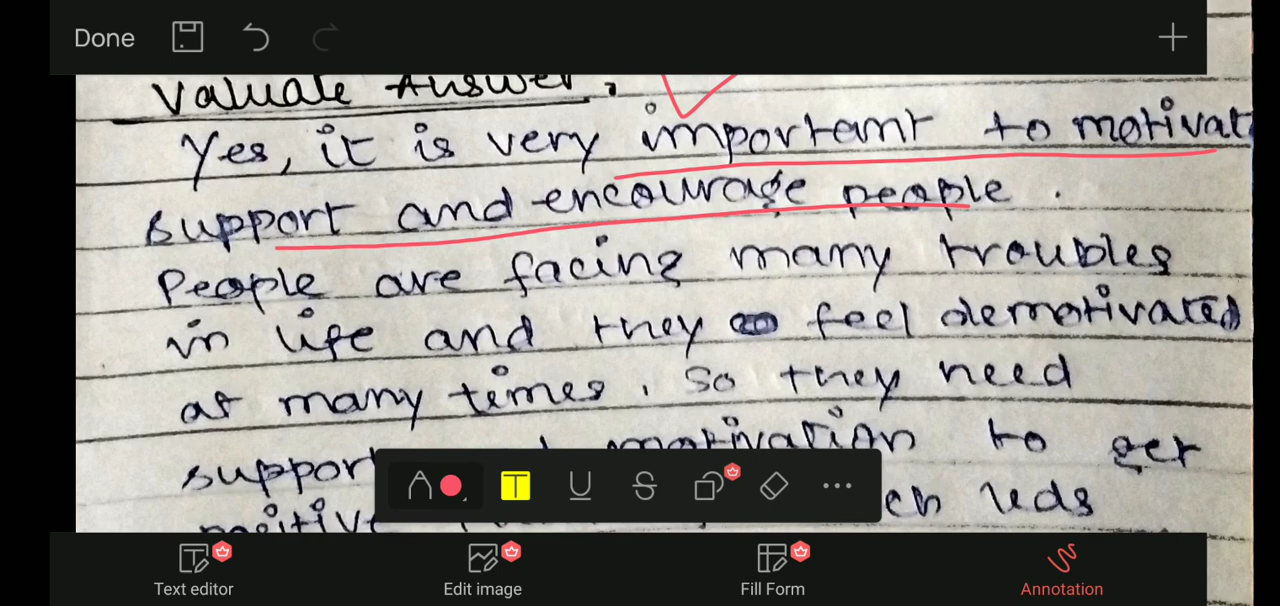 Done
Valuate Answer.
Yes, it is very important to motivat
support and encourage people.
People are facing many troubles
in life and they feel demotivated
at many times. So they need
support motivation to get
leds
Text editor Edit image Fill Form Annotation